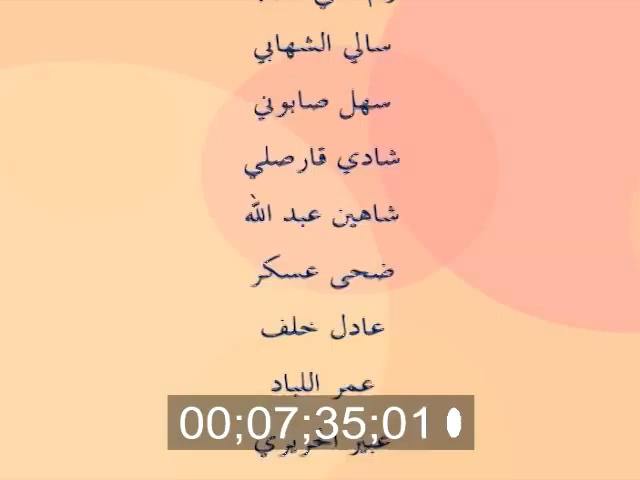 سالي الشهابي
سهل صابوني
شادي قارصلي
شاهين عبد الله
ضحى عسكر
عادل خلف
عمر اللباد
00;07;35;01
عبير